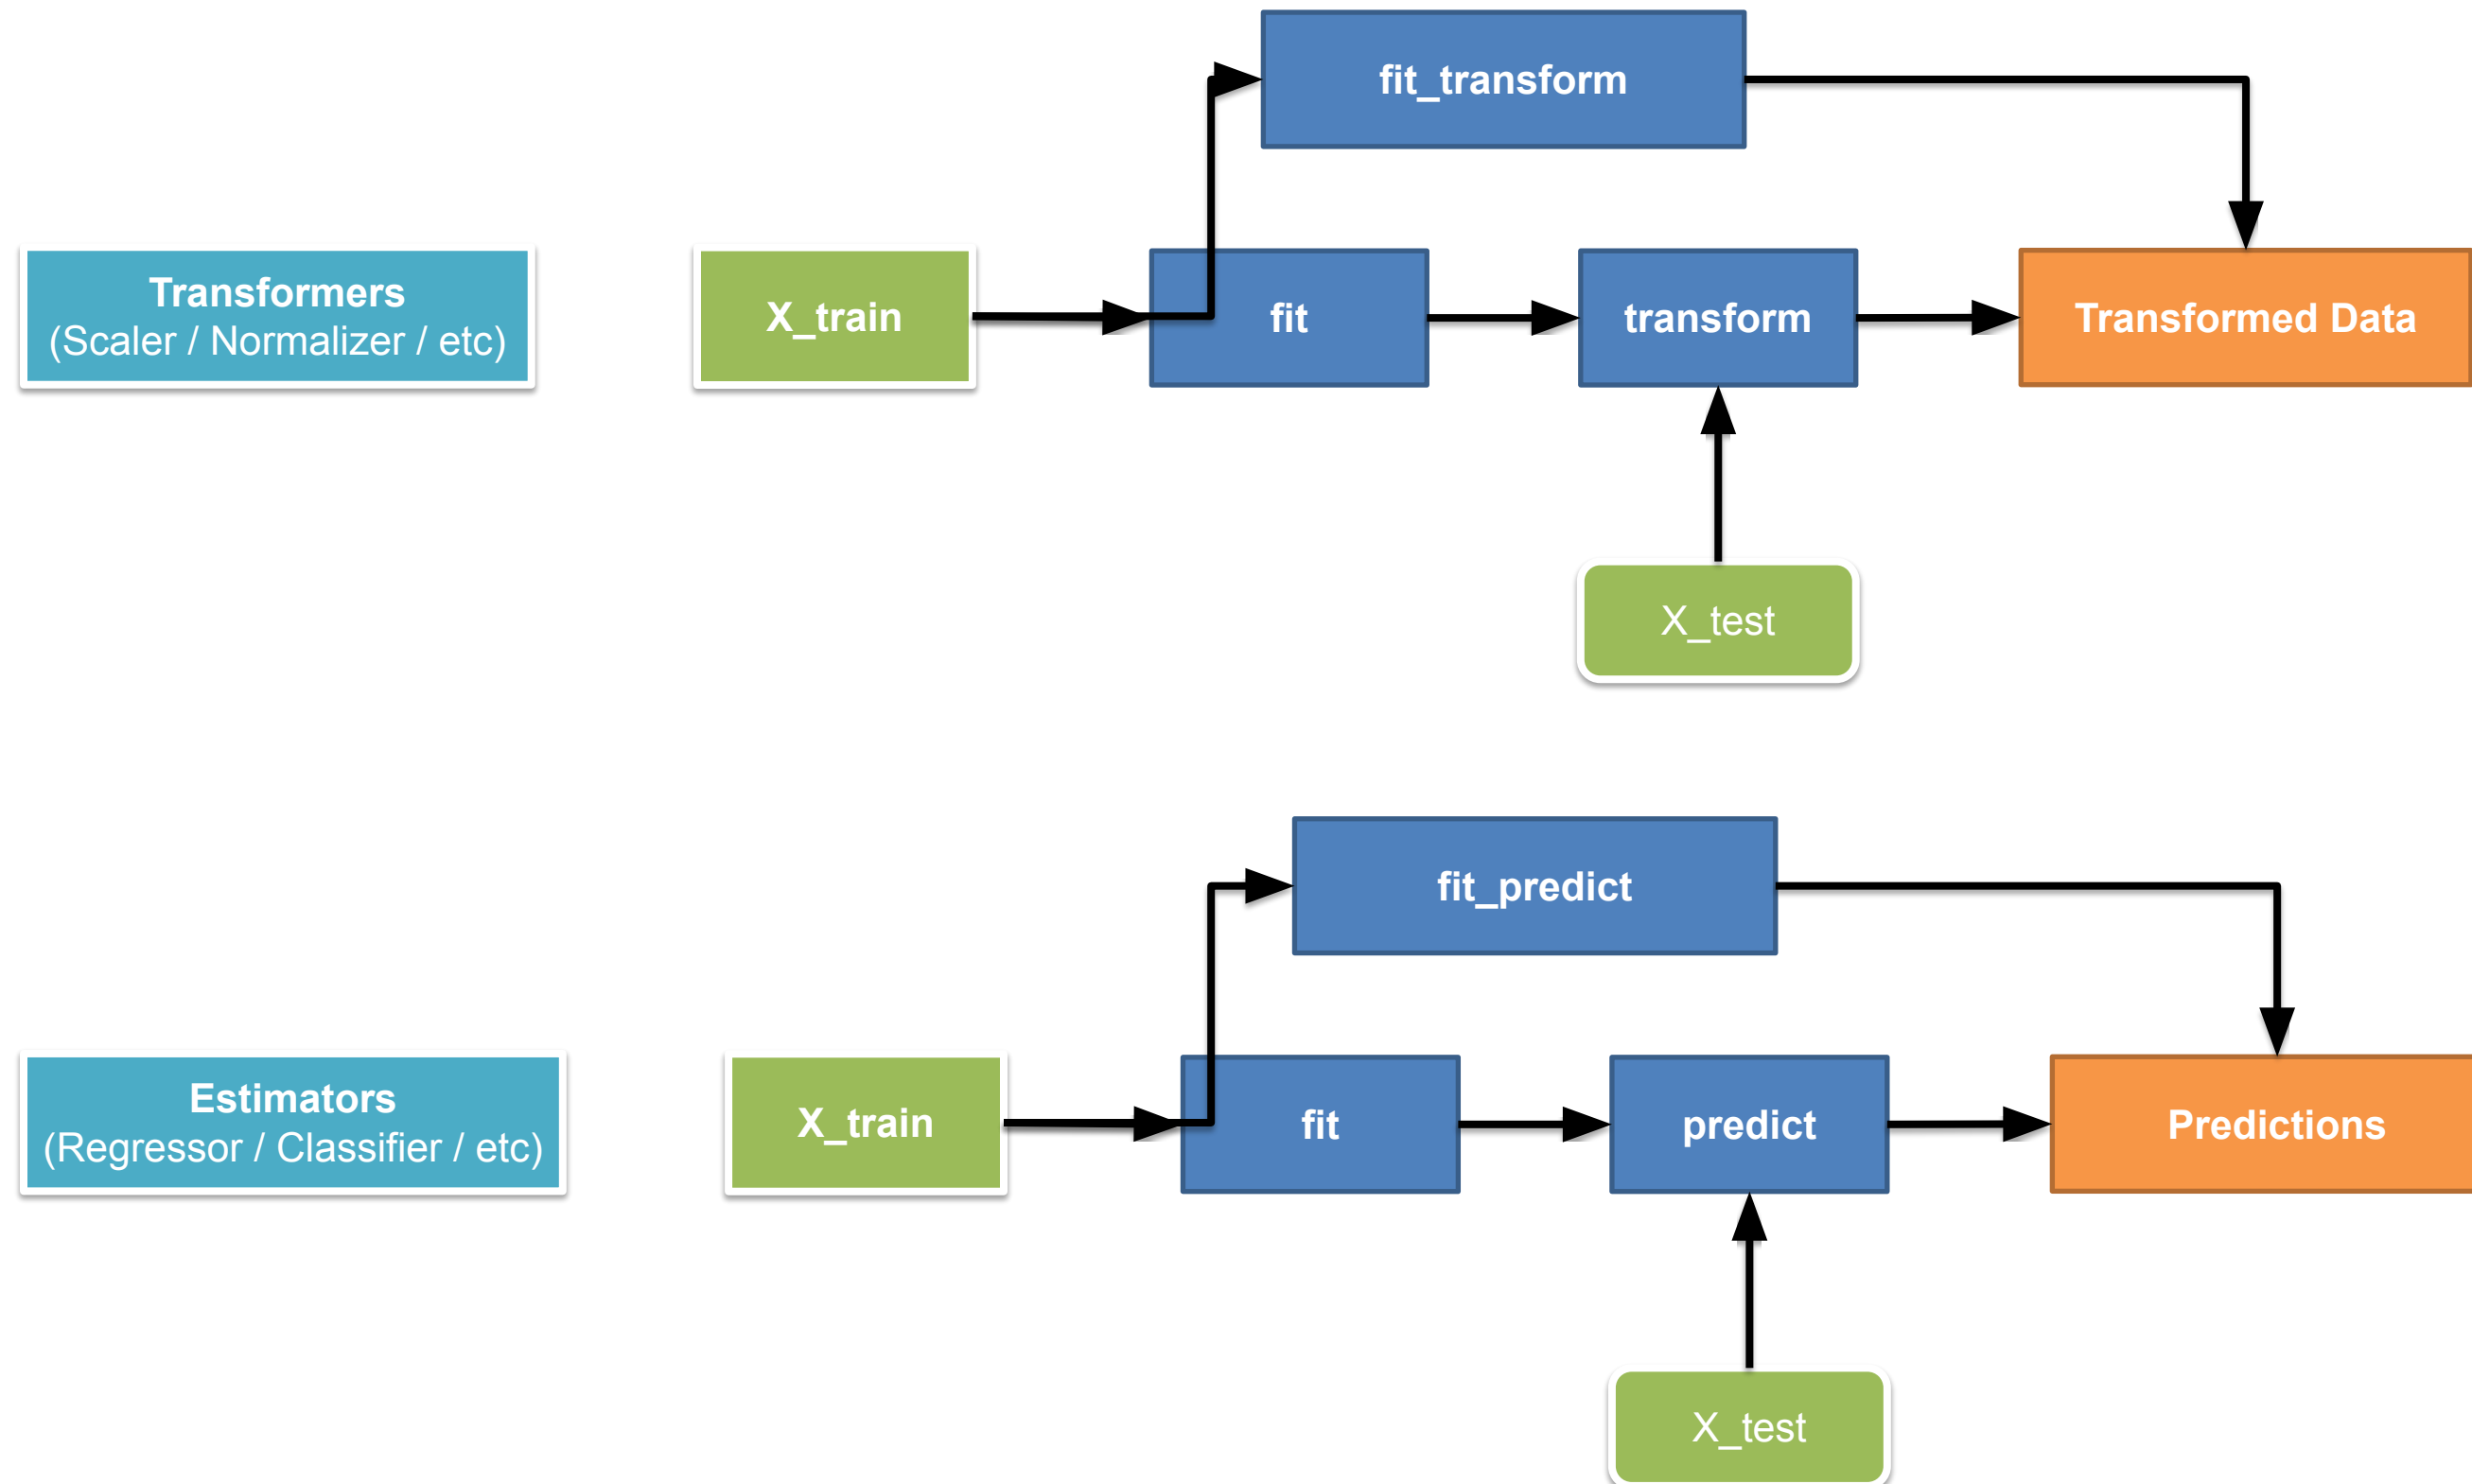 fit_transform
Transformers
(Scaler / Normalizer / etc)
X_train
fit
transform
Transformed Data
X_test
fit_predict
Estimators
(Regressor / Classifier / etc)
X_train
fit
predict
Predictions
X_test